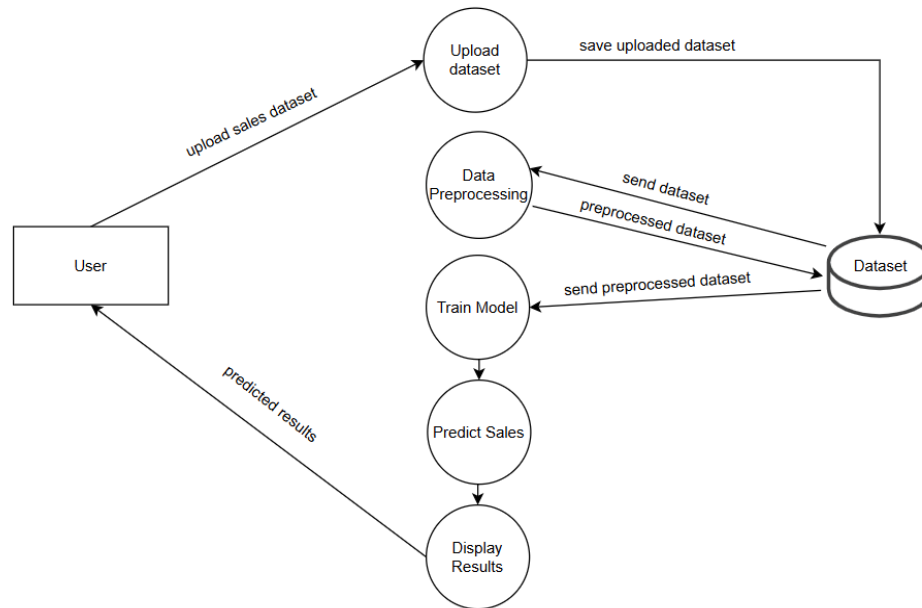 Upload
dataset
save uploaded dataset
upload sales dataset
Data
Preprocessing
send dataset
preprocessed dataset
User
Dataset
send preprocessed dataset
Train Model
predicted results
Predict Sales
Display
Results